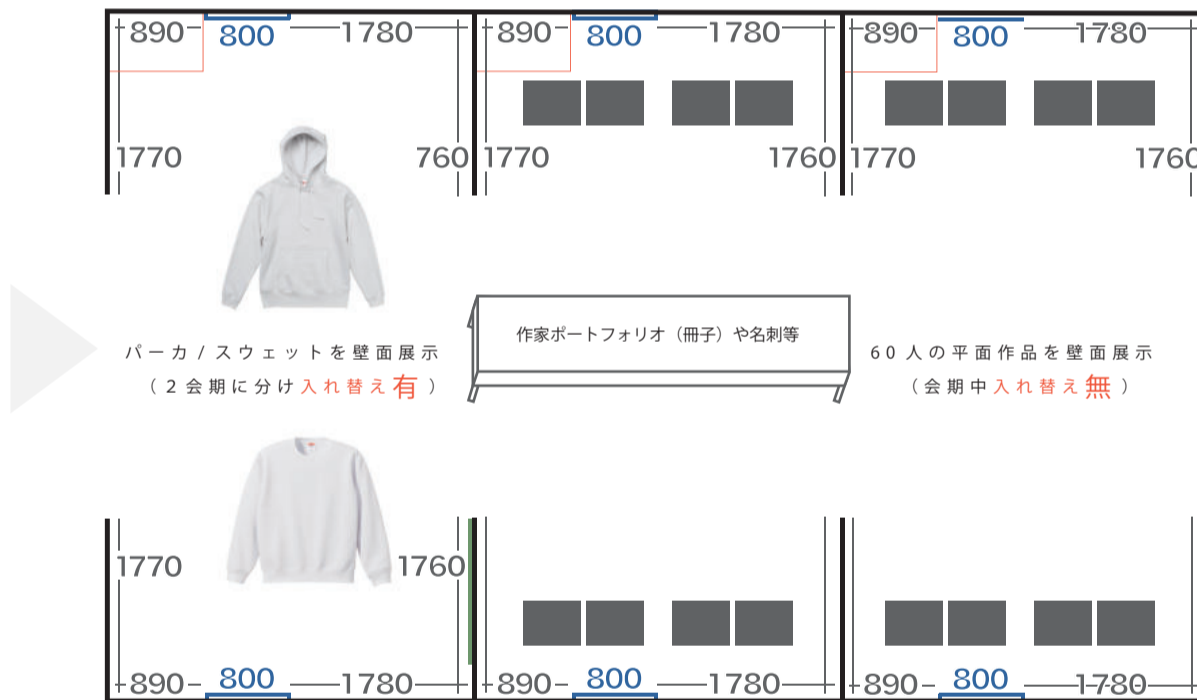 890 800 1780 890 800 1780 890 800 1780
1770 760 1770 1760 1770 1760
作家ポートフォリオ（冊子）や名刺等
パーカ / スウェットを壁面展示
（２会期に分け入れ替え有）
60人の平面作品を壁面展示
（会期中入れ替え無）
1770 1760
890 800 1780 890 800 1780 890 800 1780